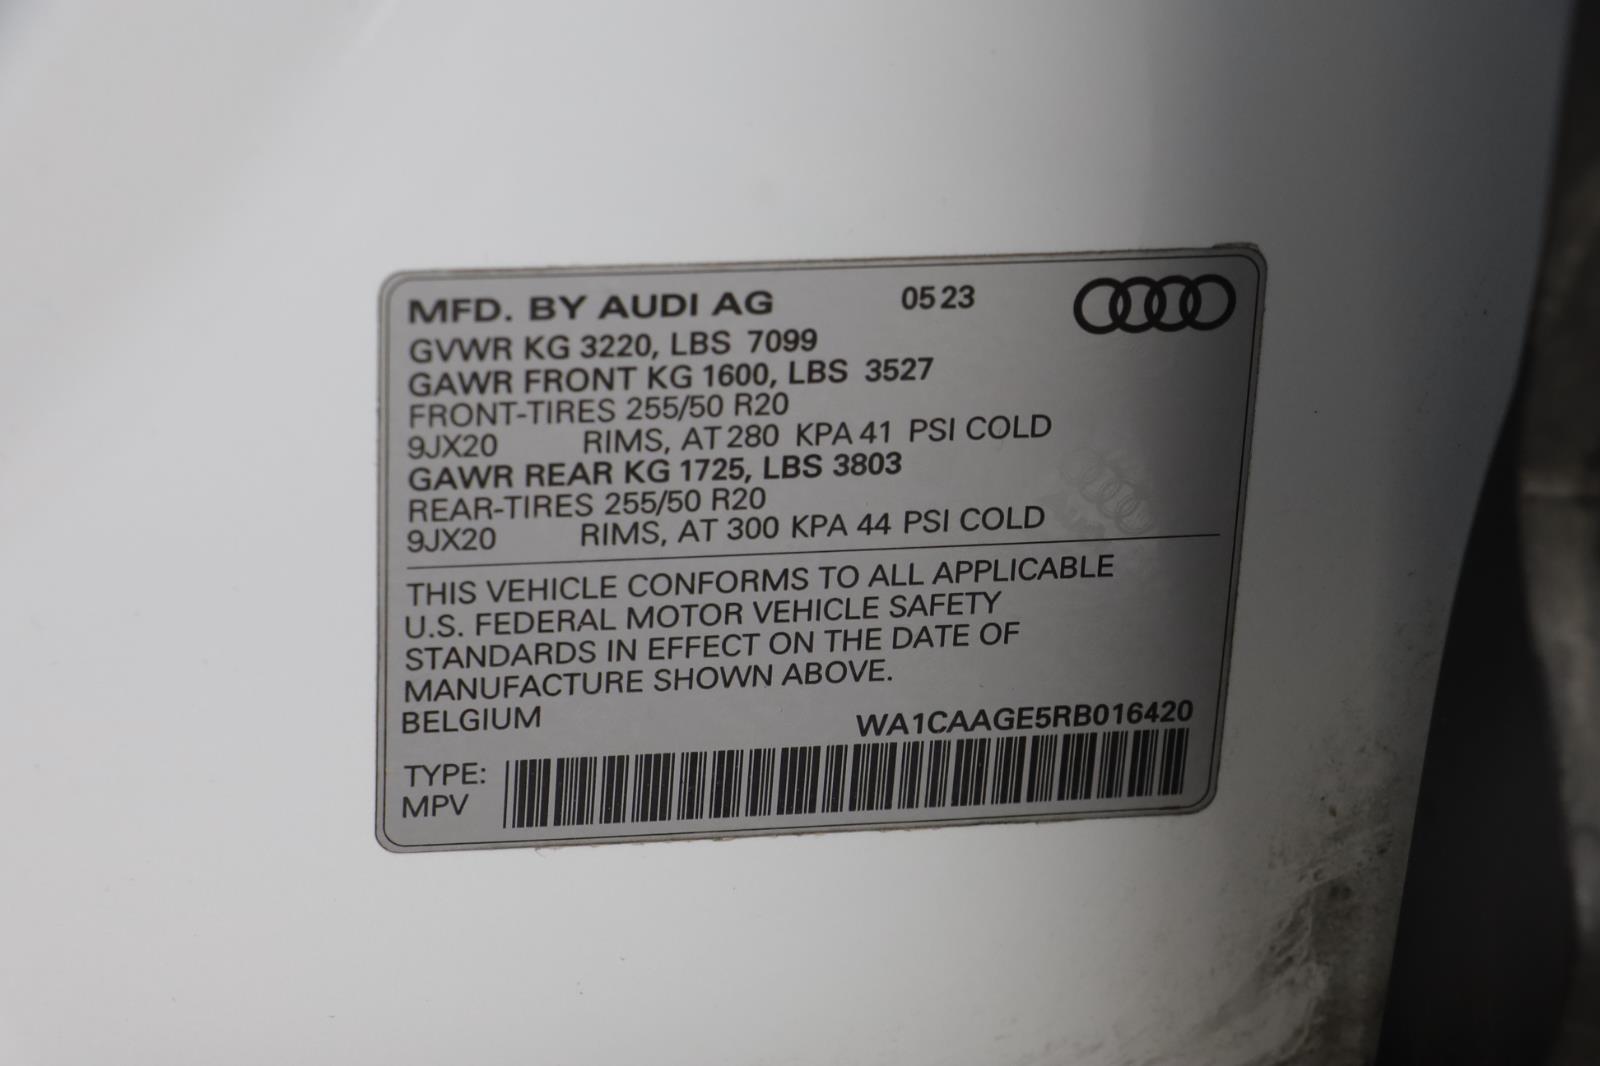 MFD. BY AUDI AG 05 23
GVWR KG 3220, LBS 7099
GAWR FRONT KG 1600, LBS 3527
FRONT-TIRES 255/50 R20
9JX20 RIMS, AT 280 KPA 41 PSI COLD
GAWR REAR KG 1725, LBS 3803
REAR-TIRES 255/50 R20
9JX20 RIMS, AT 300 KPA 44 PSI COLD
THIS VEHICLE CONFORMS TO ALL APPLICABLE
U.S. FEDERAL MOTOR VEHICLE SAFETY
STANDARDS IN EFFECT ON THE DATE OF
MANUFACTURE SHOWN ABOVE.
BELGIUM WA1CAAGE5RB016420
TYPE:
MPV